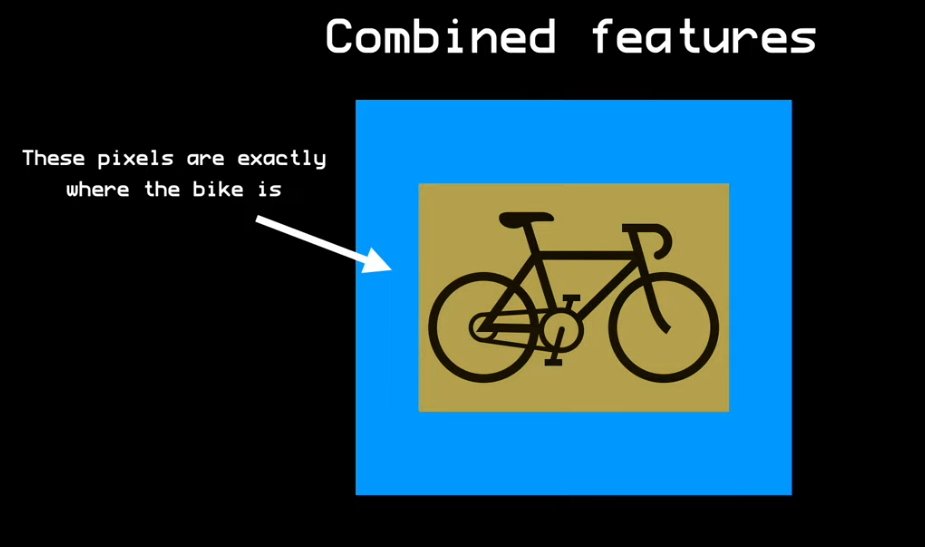 Combined features
These pixels are exactly
where the bike is